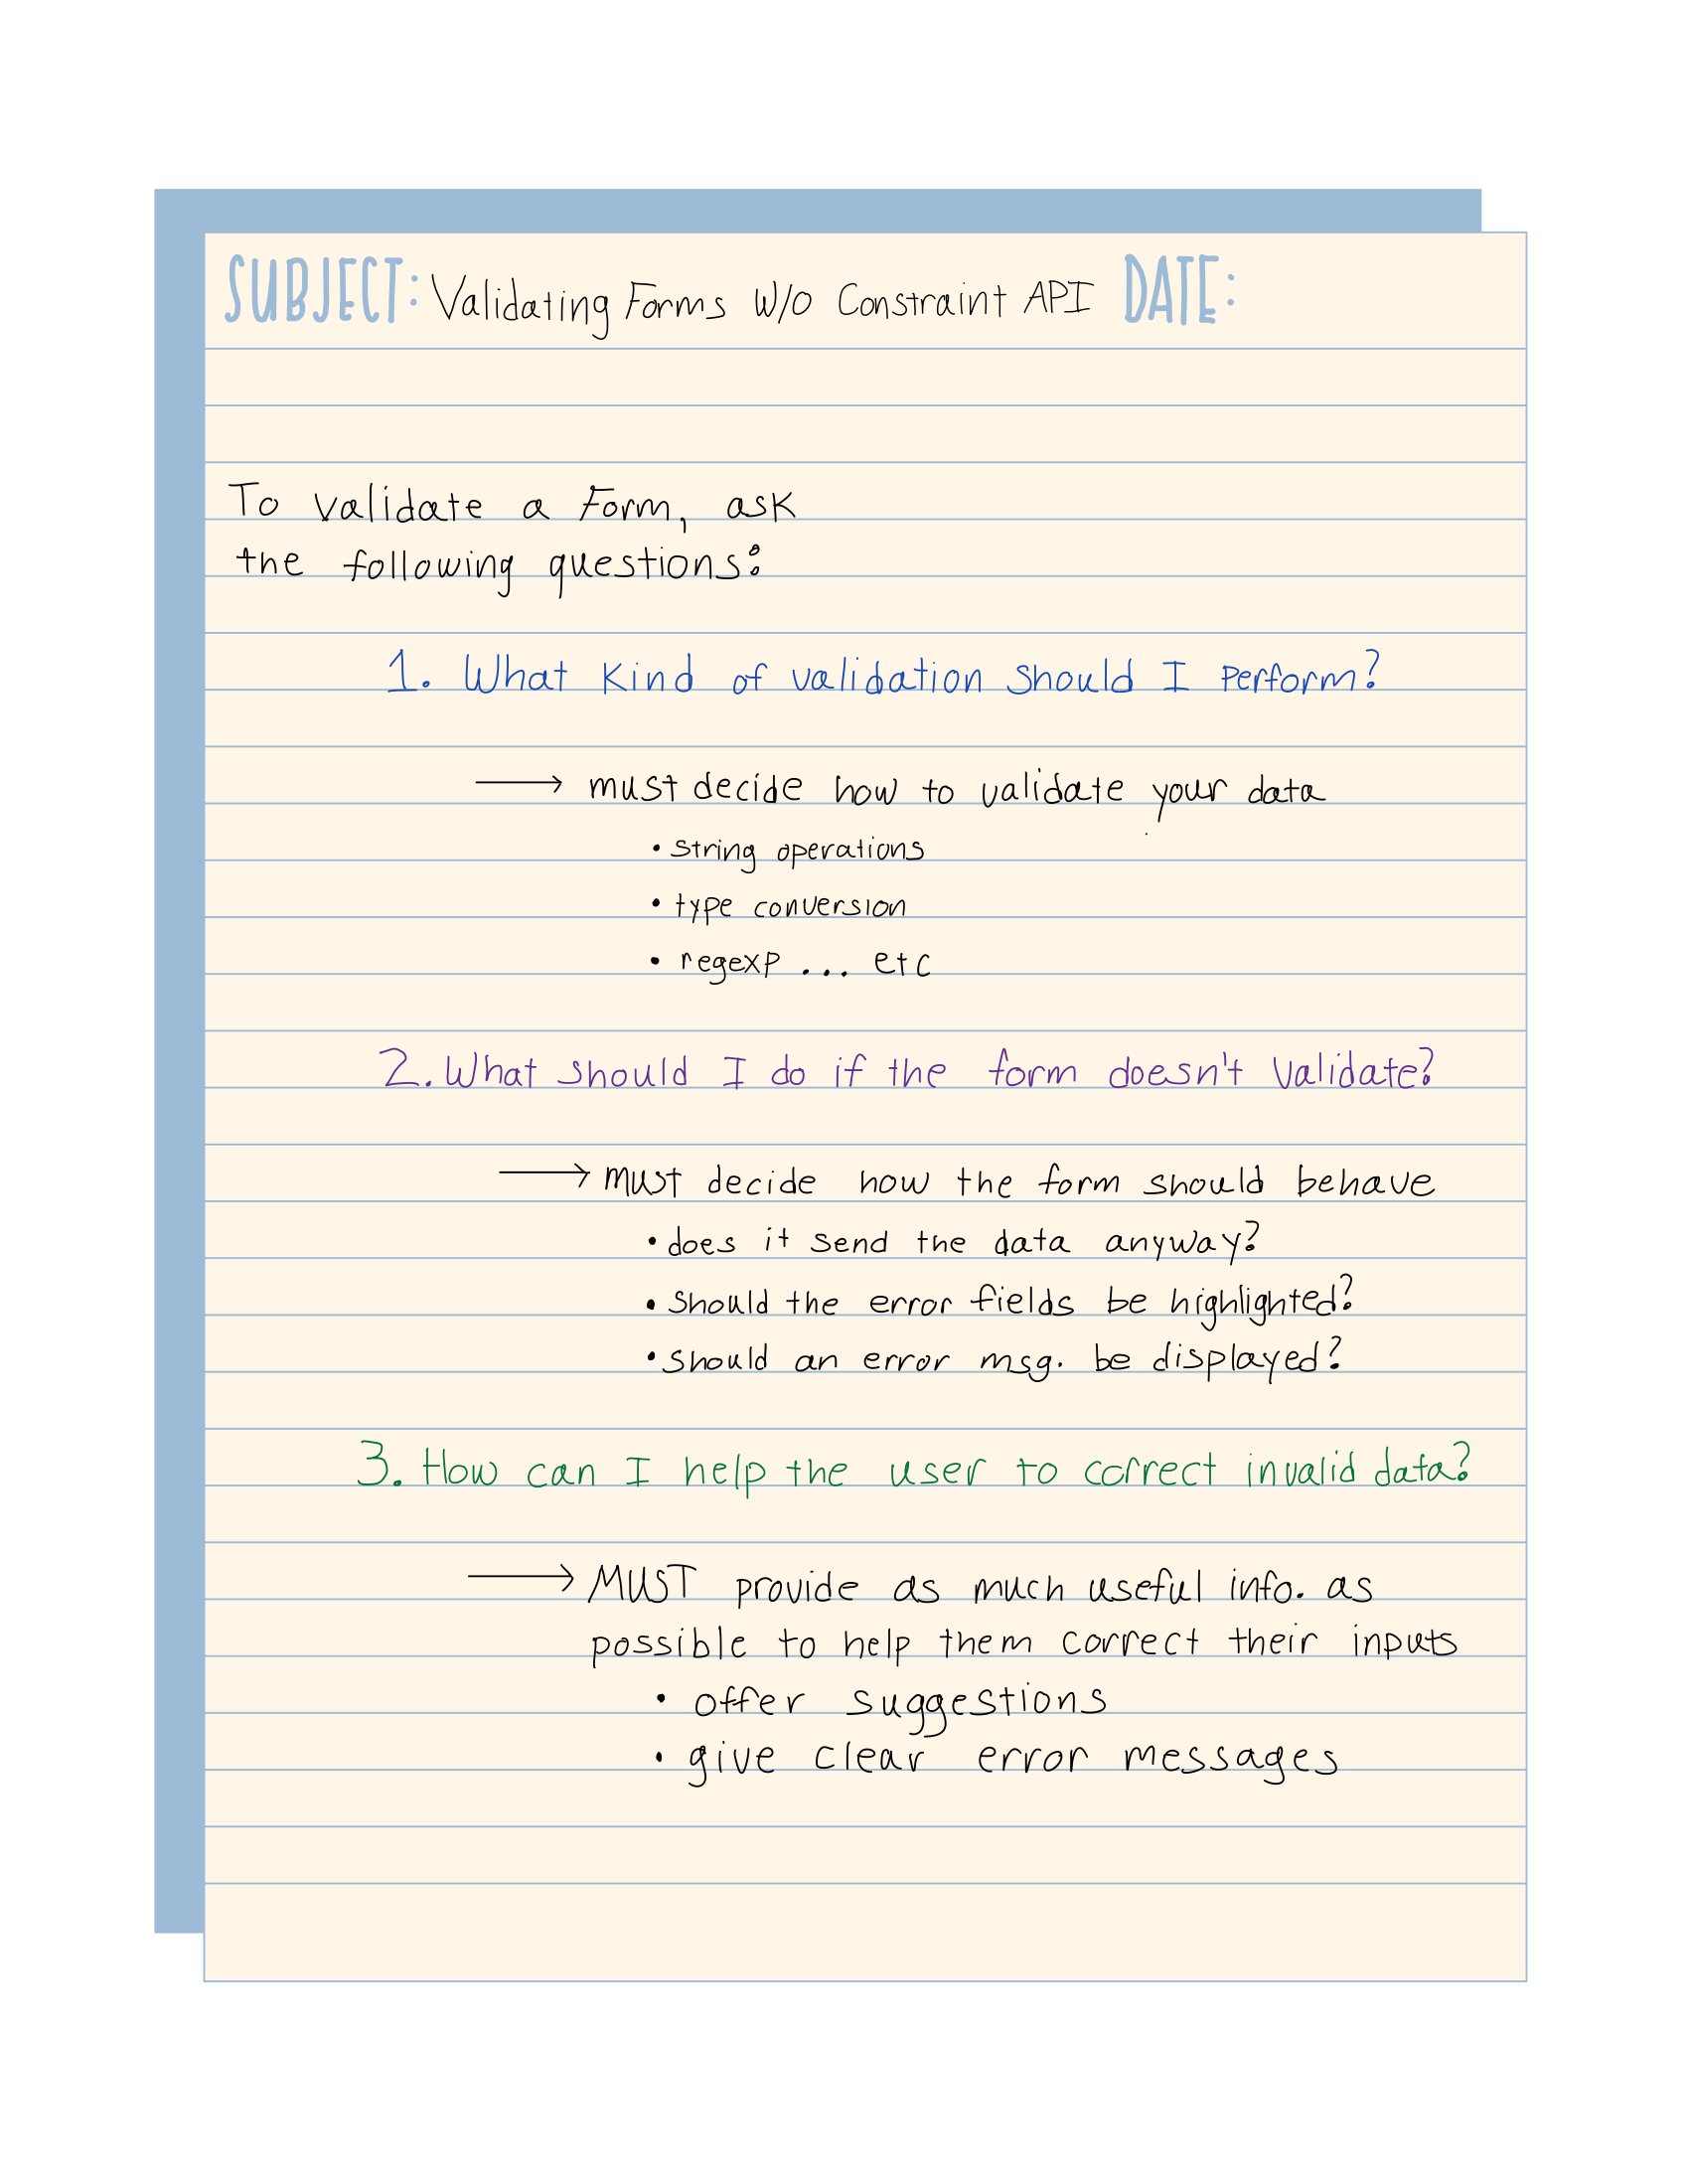 SUBJECT: Validating Forms W/O Constraint API DATE:
To validate a Form, ask
the following questions:
1. What kind of validation should I perform?
→ must decide how to validate your data
• string operations
• type conversion
• regexp ... etc
2. What should I do if the form doesn't validate?
→ must decide how the form should behave
• does it send the data anyway?
• Should the error fields be highlighted?
• Should an error msg. be displayed?
3. How can I help the user to correct invalid data?
→ MUST provide as much useful info. as
possible to help them correct their inputs
• offer suggestions
• give clear error messages